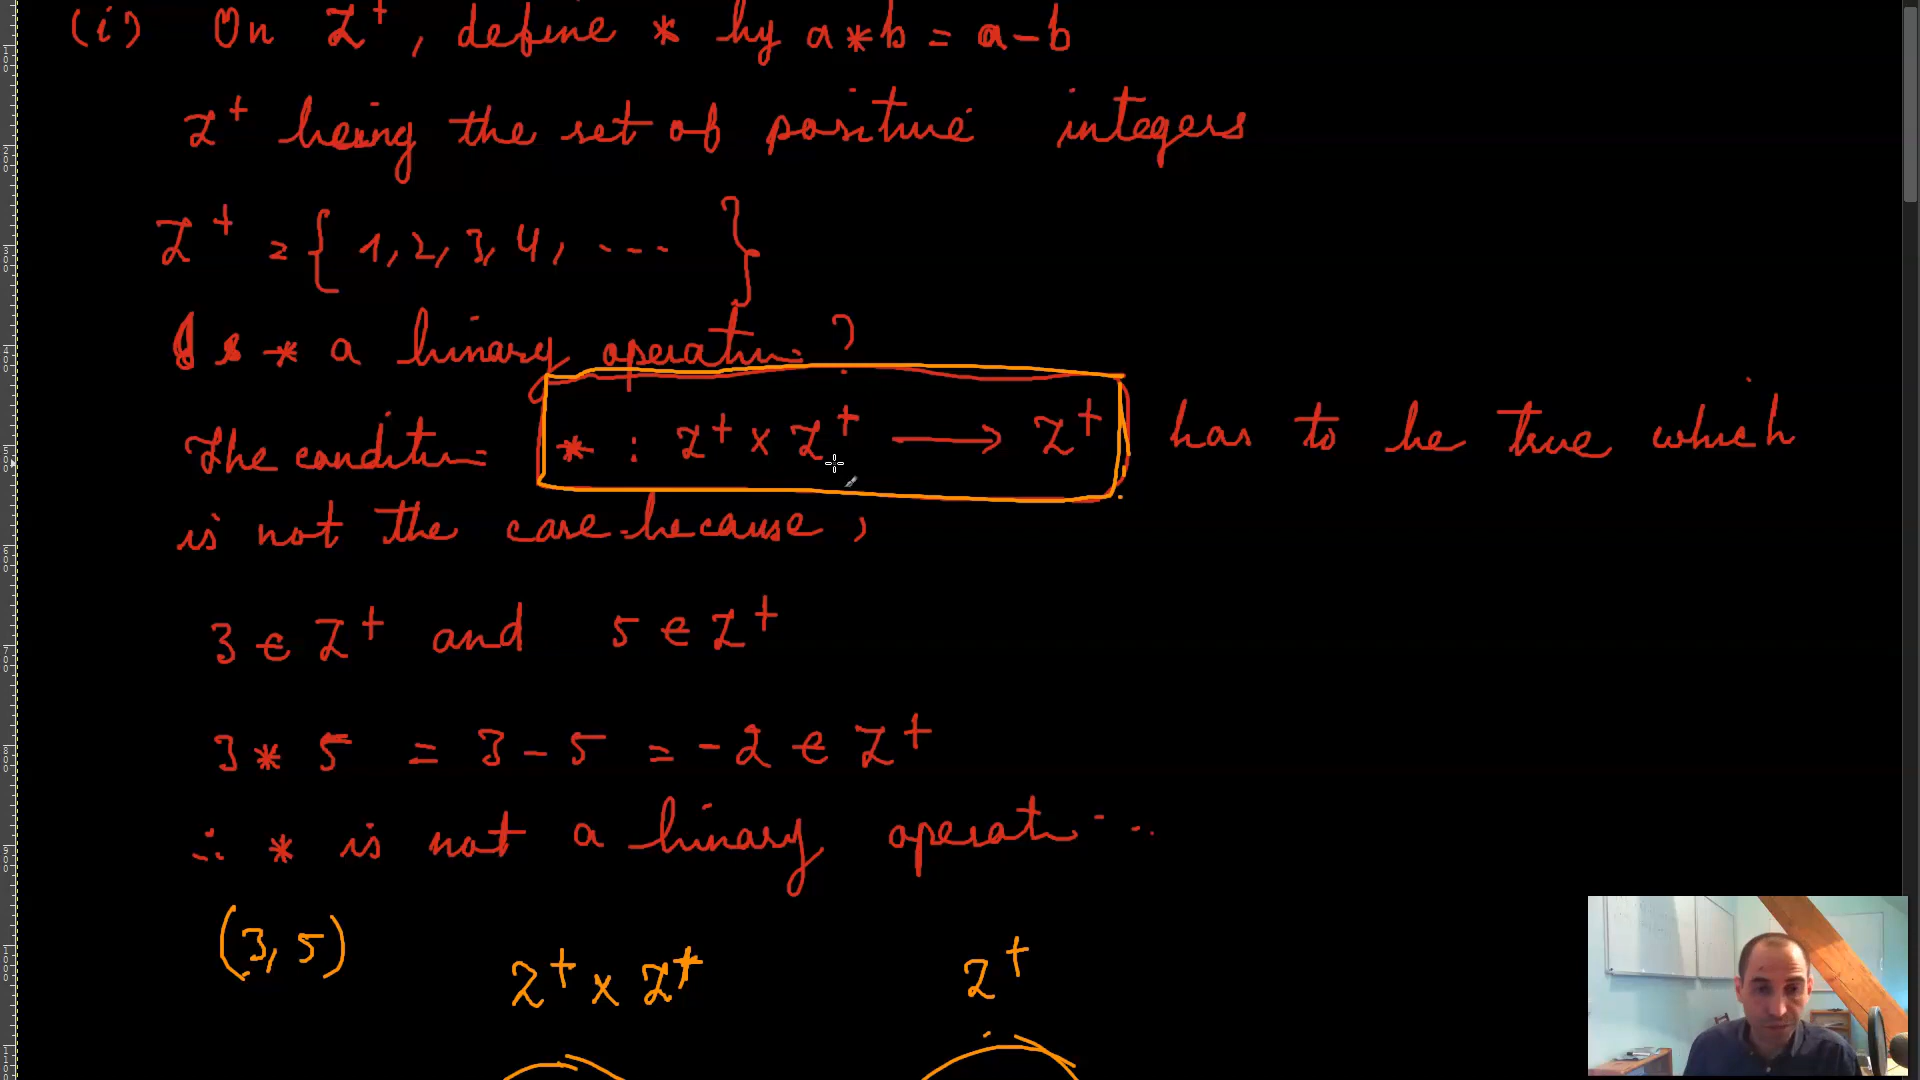 (i) On Z⁺, define * by a*b = a-b
Z⁺ being the set of positive integers
Z⁺ = { 1, 2, 3, 4, ... }
Is * a binary operation ?
The condition * : Z⁺ x Z⁺ → Z⁺ has to be true which
is not the case because,
3 ∈ Z⁺ and 5 ∈ Z⁺
3 * 5 = 3 - 5 = -2 ∈ Z⁺
∴ * is not a binary operation.
(3, 5)
Z⁺ x Z⁺ Z⁺